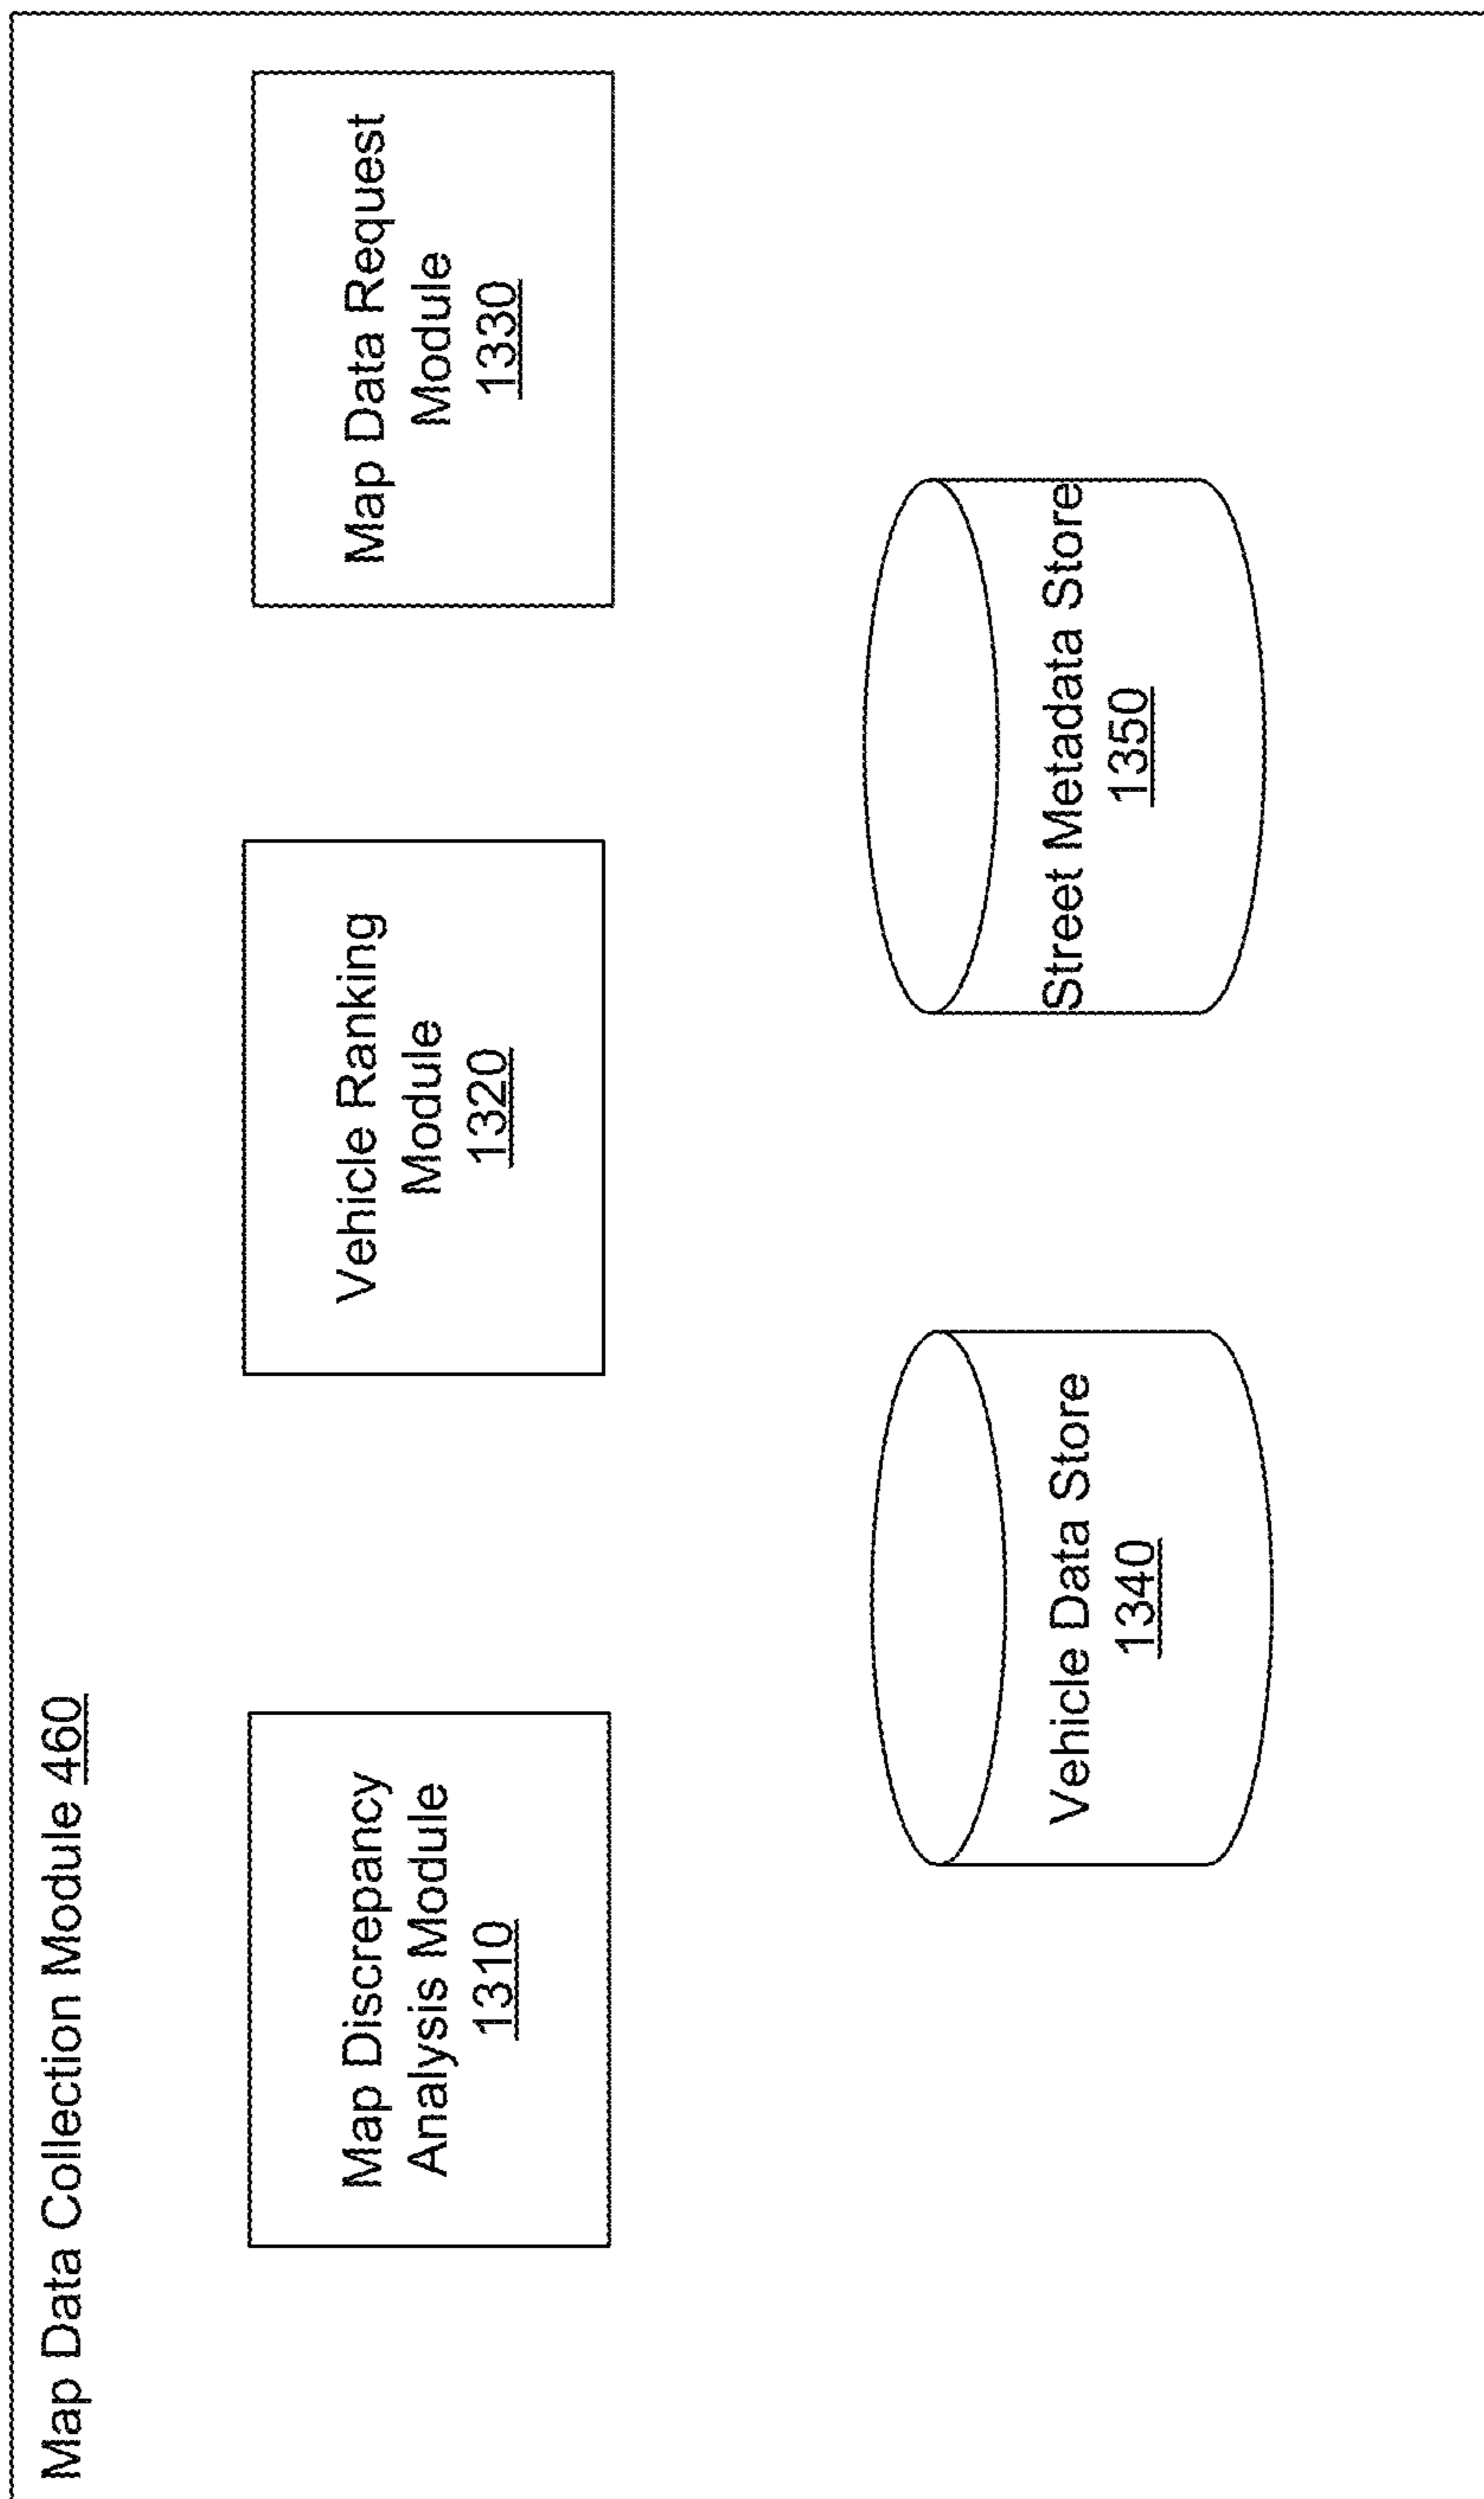 Map Data Collection Module 460
Map Discrepancy
Analysis Module
1310
Vehicle Ranking
Module
1320
Map Data Request
Module
1330
Vehicle Data Store
1340
Street Metadata Store
1350